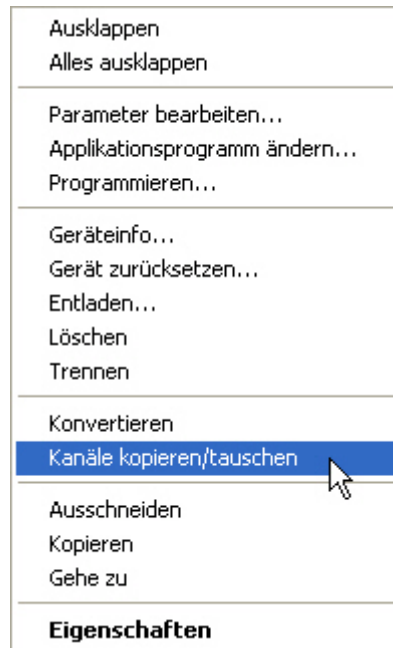 Ausklappen
Alles ausklappen
Parameter bearbeiten...
Applikationsprogramm ändern...
Programmieren...
Geräteinfo...
Gerät zurücksetzen...
Entladen...
Löschen
Trennen
Konvertieren
Kanäle kopieren/tauschen
Ausschneiden
Kopieren
Gehe zu
Eigenschaften